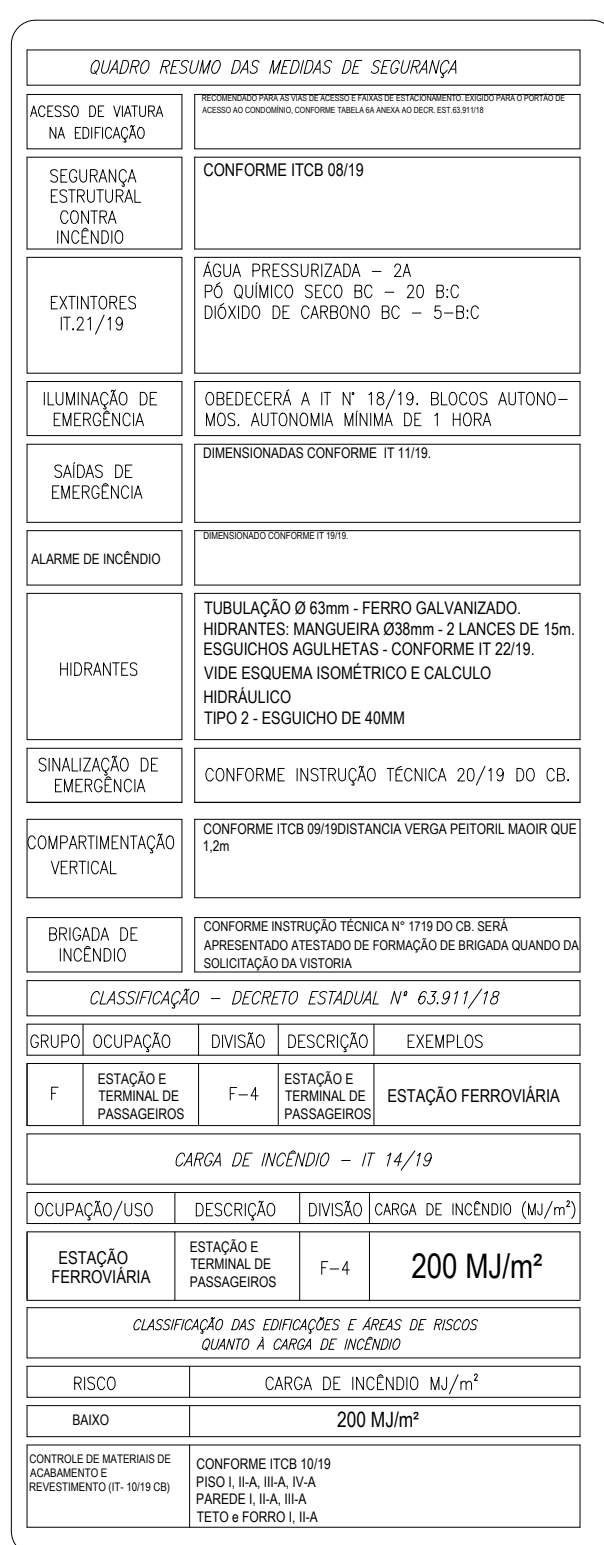 QUADRO RESUMO DAS MEDIDAS DE SEGURANÇA
ACESSO DE VIATURA
NA EDIFICAÇÃO
RECOMENDADO PARA AS VIAS DE ACESSO E FAIXAS DE ESTACIONAMENTO. EXIGIDO PARA O PORTÃO DE
ACESSO AO CONDOMÍNIO, CONFORME TABELA 6A ANEXA AO DECR. EST.63.911/18
SEGURANÇA
ESTRUTURAL
CONTRA
INCÊNDIO
CONFORME ITCB 08/19
EXTINTORES
IT.21/19
ÁGUA PRESSURIZADA – 2A
PÓ QUÍMICO SECO BC – 20 B:C
DIÓXIDO DE CARBONO BC – 5–B:C
ILUMINAÇÃO DE
EMERGÊNCIA
OBEDECERÁ A IT N° 18/19. BLOCOS AUTONO–
MOS. AUTONOMIA MÍNIMA DE 1 HORA
SAÍDAS DE
EMERGÊNCIA
DIMENSIONADAS CONFORME IT 11/19.
ALARME DE INCÊNDIO
DIMENSIONADO CONFORME IT 19/19.
HIDRANTES
TUBULAÇÃO Ø 63mm - FERRO GALVANIZADO.
HIDRANTES: MANGUEIRA Ø38mm - 2 LANCES DE 15m.
ESGUICHOS AGULHETAS - CONFORME IT 22/19.
VIDE ESQUEMA ISOMÉTRICO E CALCULO
HIDRÁULICO
TIPO 2 - ESGUICHO DE 40MM
SINALIZAÇÃO DE
EMERGÊNCIA
CONFORME INSTRUÇÃO TÉCNICA 20/19 DO CB.
COMPARTIMENTAÇÃO
VERTICAL
CONFORME ITCB 09/19DISTANCIA VERGA PEITORIL MAOIR QUE
1,2m
BRIGADA DE
INCÊNDIO
CONFORME INSTRUÇÃO TÉCNICA N° 1719 DO CB. SERÁ
APRESENTADO ATESTADO DE FORMAÇÃO DE BRIGADA QUANDO DA
SOLICITAÇÃO DA VISTORIA
CLASSIFICAÇÃO – DECRETO ESTADUAL Nª 63.911/18
GRUPO OCUPAÇÃO DIVISÃO DESCRIÇÃO EXEMPLOS
F
ESTAÇÃO E
TERMINAL DE
PASSAGEIROS
F–4
ESTAÇÃO E
TERMINAL DE
PASSAGEIROS
ESTAÇÃO FERROVIÁRIA
CARGA DE INCÊNDIO – IT 14/19
OCUPAÇÃO/USO DESCRIÇÃO DIVISÃO CARGA DE INCÊNDIO (MJ/m²)
ESTAÇÃO
FERROVIÁRIA
ESTAÇÃO E
TERMINAL DE
PASSAGEIROS
F–4
200 MJ/m²
CLASSIFICAÇÃO DAS EDIFICAÇÕES E ÁREAS DE RISCOS
QUANTO À CARGA DE INCÊNDIO
RISCO CARGA DE INCÊNDIO MJ/m²
BAIXO 200 MJ/m²
CONTROLE DE MATERIAIS DE
ACABAMENTO E
REVESTIMENTO (IT- 10/19 CB)
CONFORME ITCB 10/19
PISO I, II-A, III-A, IV-A
PAREDE I, II-A, III-A
TETO e FORRO I, II-A